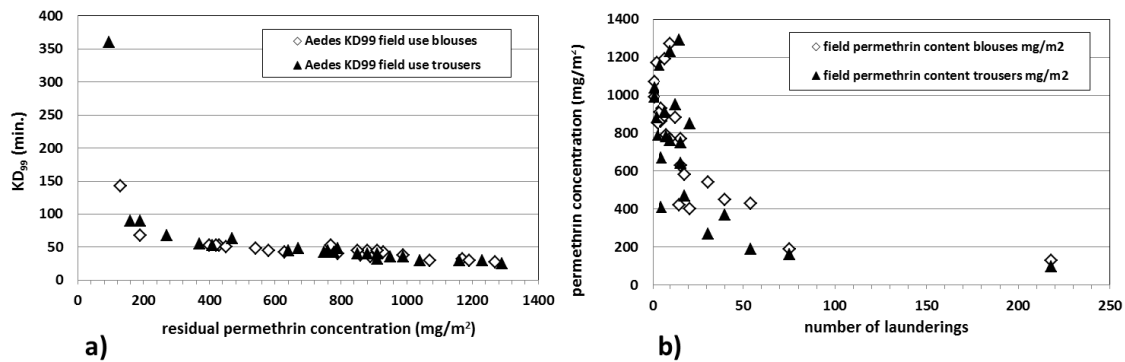 400
350
300
250
200
150
100
50
0
KD99 (min.)
◇ Aedes KD99 field use blouses
▲ Aedes KD99 field use trousers
0 200 400 600 800 1000 1200 1400
residual permethrin concentration (mg/m²)
a)
1400
1200
1000
800
600
400
200
0
permethrin concentration (mg/m²)
◇ field permethrin content blouses mg/m2
▲ field permethrin content trousers mg/m2
0 50 100 150 200 250
number of launderings
b)